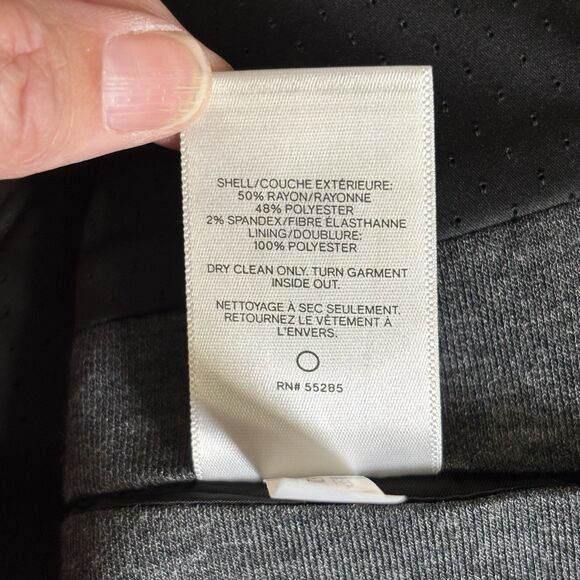 SHELL/COUCHE EXTÉRIEURE:
50% RAYON/RAYONNE
48% POLYESTER
2% SPANDEX/FIBRE ÉLASTHANNE
LINING/DOUBLURE:
100% POLYESTER
DRY CLEAN ONLY. TURN GARMENT
INSIDE OUT.
NETTOYAGE À SEC SEULEMENT.
RETOURNEZ LE VÊTEMENT À
L'ENVERS.
RN# 55285